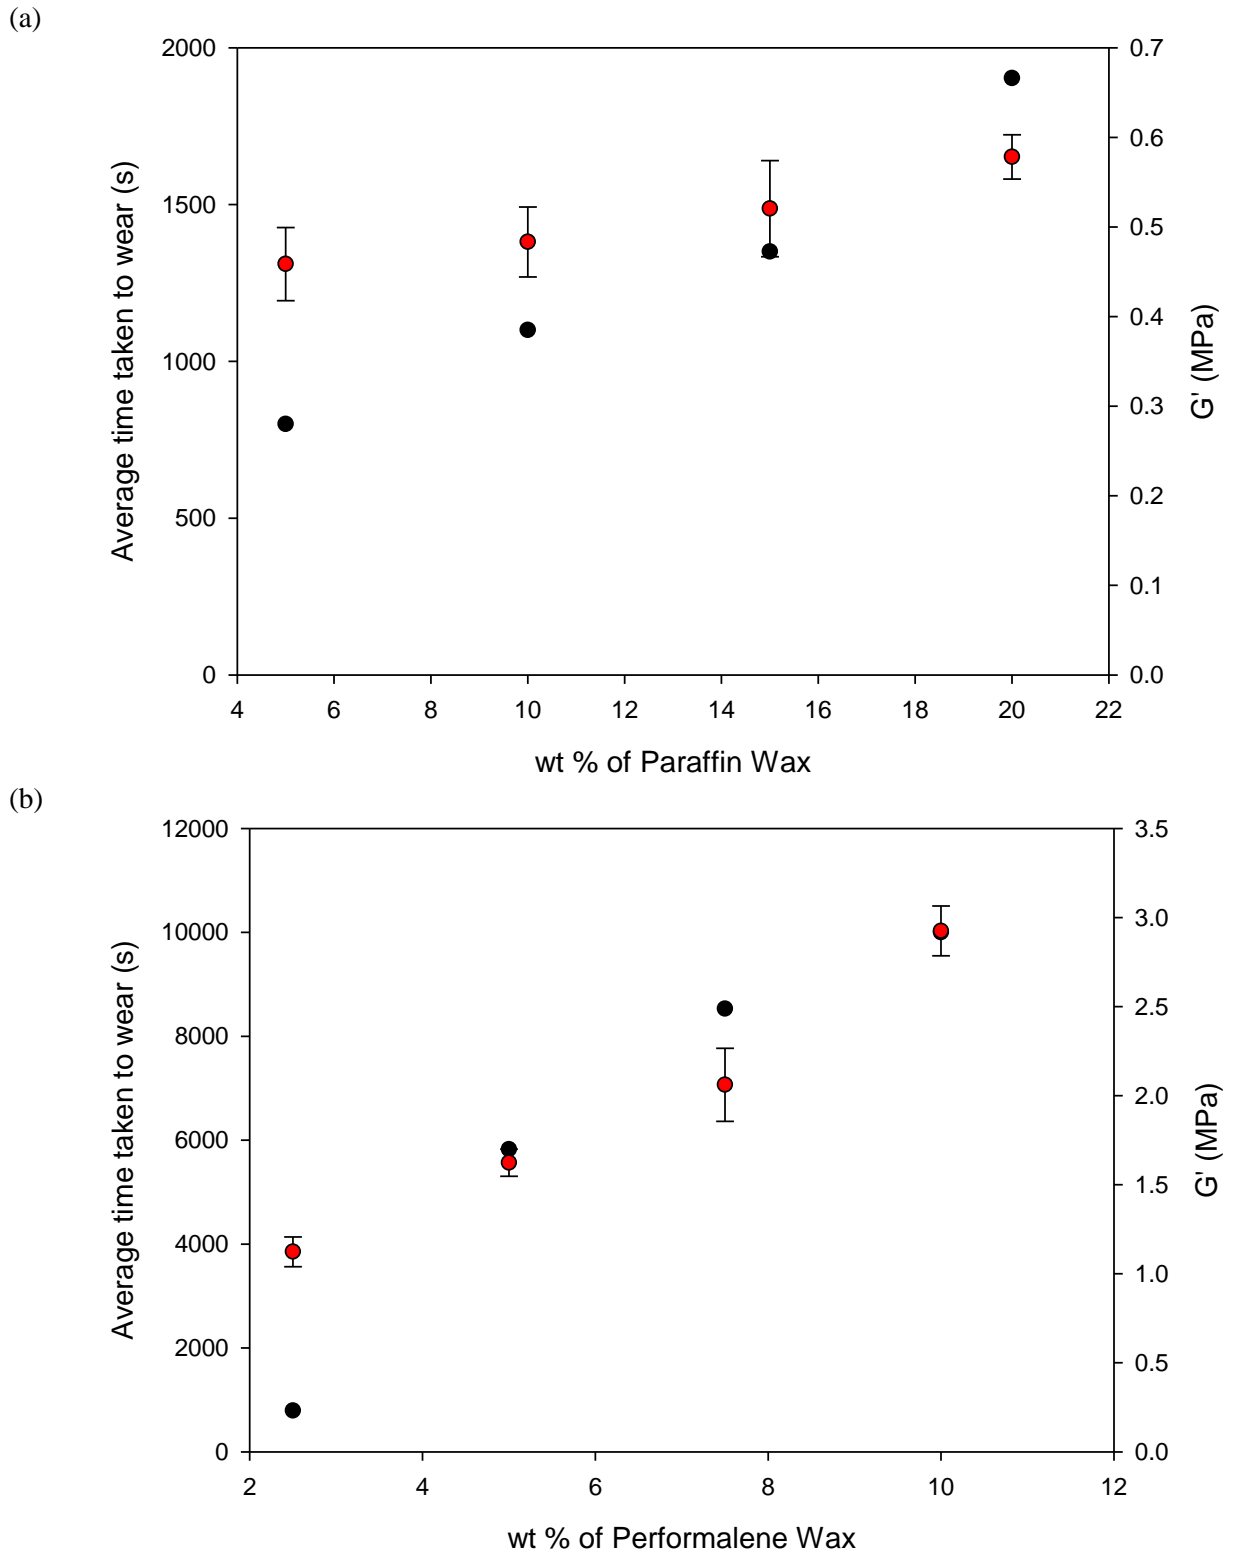 (a)
2000
1500
1000
500
0
Average time taken to wear (s)
0.7
0.6
0.5
0.4
0.3
0.2
0.1
0.0
G' (MPa)
4 6 8 10 12 14 16 18 20 22
wt % of Paraffin Wax
(b)
12000
10000
8000
6000
4000
2000
0
Average time taken to wear (s)
3.5
3.0
2.5
2.0
1.5
1.0
0.5
0.0
G' (MPa)
2 4 6 8 10 12
wt % of Performalene Wax